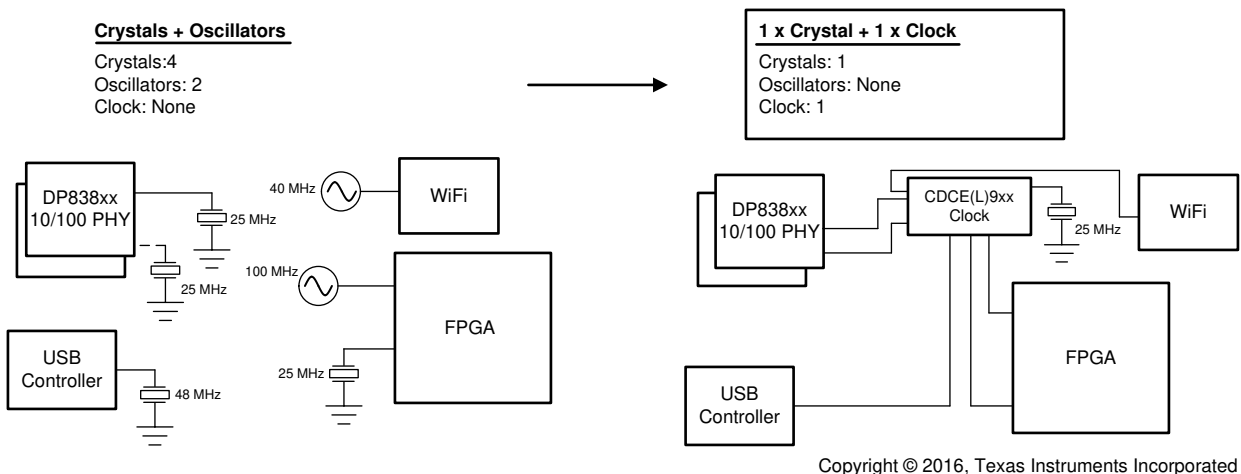 Crystals + Oscillators
Crystals:4
Oscillators: 2
Clock: None
1 x Crystal + 1 x Clock
Crystals: 1
Oscillators: None
Clock: 1
DP838xx
10/100 PHY
25 MHz
25 MHz
40 MHz
WiFi
100 MHz
FPGA
25 MHz
USB
Controller
48 MHz
DP838xx
10/100 PHY
CDCE(L)9xx
Clock
25 MHz
WiFi
FPGA
USB
Controller
Copyright © 2016, Texas Instruments Incorporated